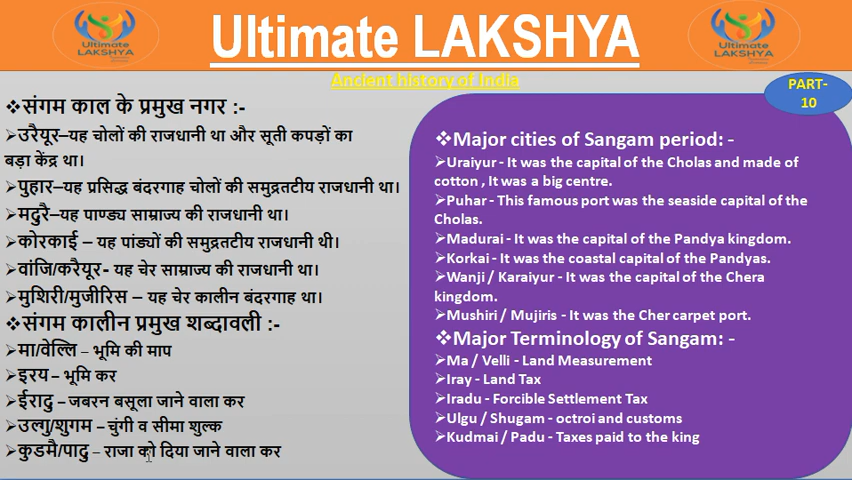 Ultimate
LAKSHYA
Ultimate LAKSHYA
Ultimate
LAKSHYA
Ancient history of India
PART-
10
❖संगम काल के प्रमुख नगर :-
➢उरैयूर–यह चोलों की राजधानी था और सूती कपड़ों का
बड़ा केंद्र था।
➢पुहार–यह प्रसिद्ध बंदरगाह चोलों की समुद्रतटीय राजधानी था।
➢मदुरै–यह पाण्ड्य साम्राज्य की राजधानी था।
➢कोरकाई – यह पांड्यों की समुद्रतटीय राजधानी थी।
➢वांजि/करैयूर- यह चेर साम्राज्य की राजधानी था।
➢मुशिरी/मुजीरिस – यह चेर कालीन बंदरगाह था।
❖संगम कालीन प्रमुख शब्दावली :-
➢मा/वेल्लि – भूमि की माप
➢इरय – भूमि कर
➢ईरादु – जबरन बसूला जाने वाला कर
➢उल्गु/शुगम – चुंगी व सीमा शुल्क
➢कुडमै/पादु – राजा को दिया जाने वाला कर
❖Major cities of Sangam period: -
➢Uraiyur - It was the capital of the Cholas and made of
cotton , It was a big centre.
➢Puhar - This famous port was the seaside capital of the
Cholas.
➢Madurai - It was the capital of the Pandya kingdom.
➢Korkai - It was the coastal capital of the Pandyas.
➢Wanji / Karaiyur - It was the capital of the Chera
kingdom.
➢Mushiri / Mujiris - It was the Cher carpet port.
❖Major Terminology of Sangam: -
➢Ma / Velli - Land Measurement
➢Iray - Land Tax
➢Iradu - Forcible Settlement Tax
➢Ulgu / Shugam - octroi and customs
➢Kudmai / Padu - Taxes paid to the king